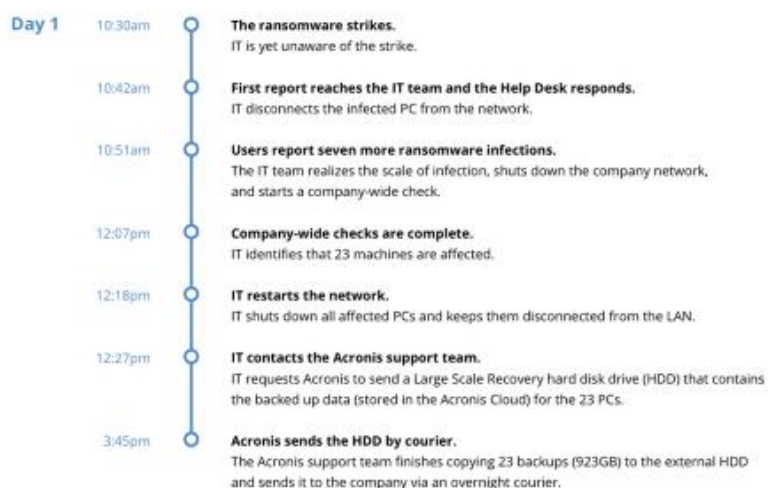 Day 1
10:30am
The ransomware strikes.
IT is yet unaware of the strike.
10:42am
First report reaches the IT team and the Help Desk responds.
IT disconnects the infected PC from the network.
10:51am
Users report seven more ransomware infections.
The IT team realizes the scale of infection, shuts down the company network,
and starts a company-wide check.
12:07pm
Company-wide checks are complete.
IT identifies that 23 machines are affected.
12:18pm
IT restarts the network.
IT shuts down all affected PCs and keeps them disconnected from the LAN.
12:27pm
IT contacts the Acronis support team.
IT requests Acronis to send a Large Scale Recovery hard disk drive (HDD) that contains
the backed up data (stored in the Acronis Cloud) for the 23 PCs.
3:45pm
Acronis sends the HDD by courier.
The Acronis support team finishes copying 23 backups (923GB) to the external HDD
and sends it to the company via an overnight courier.